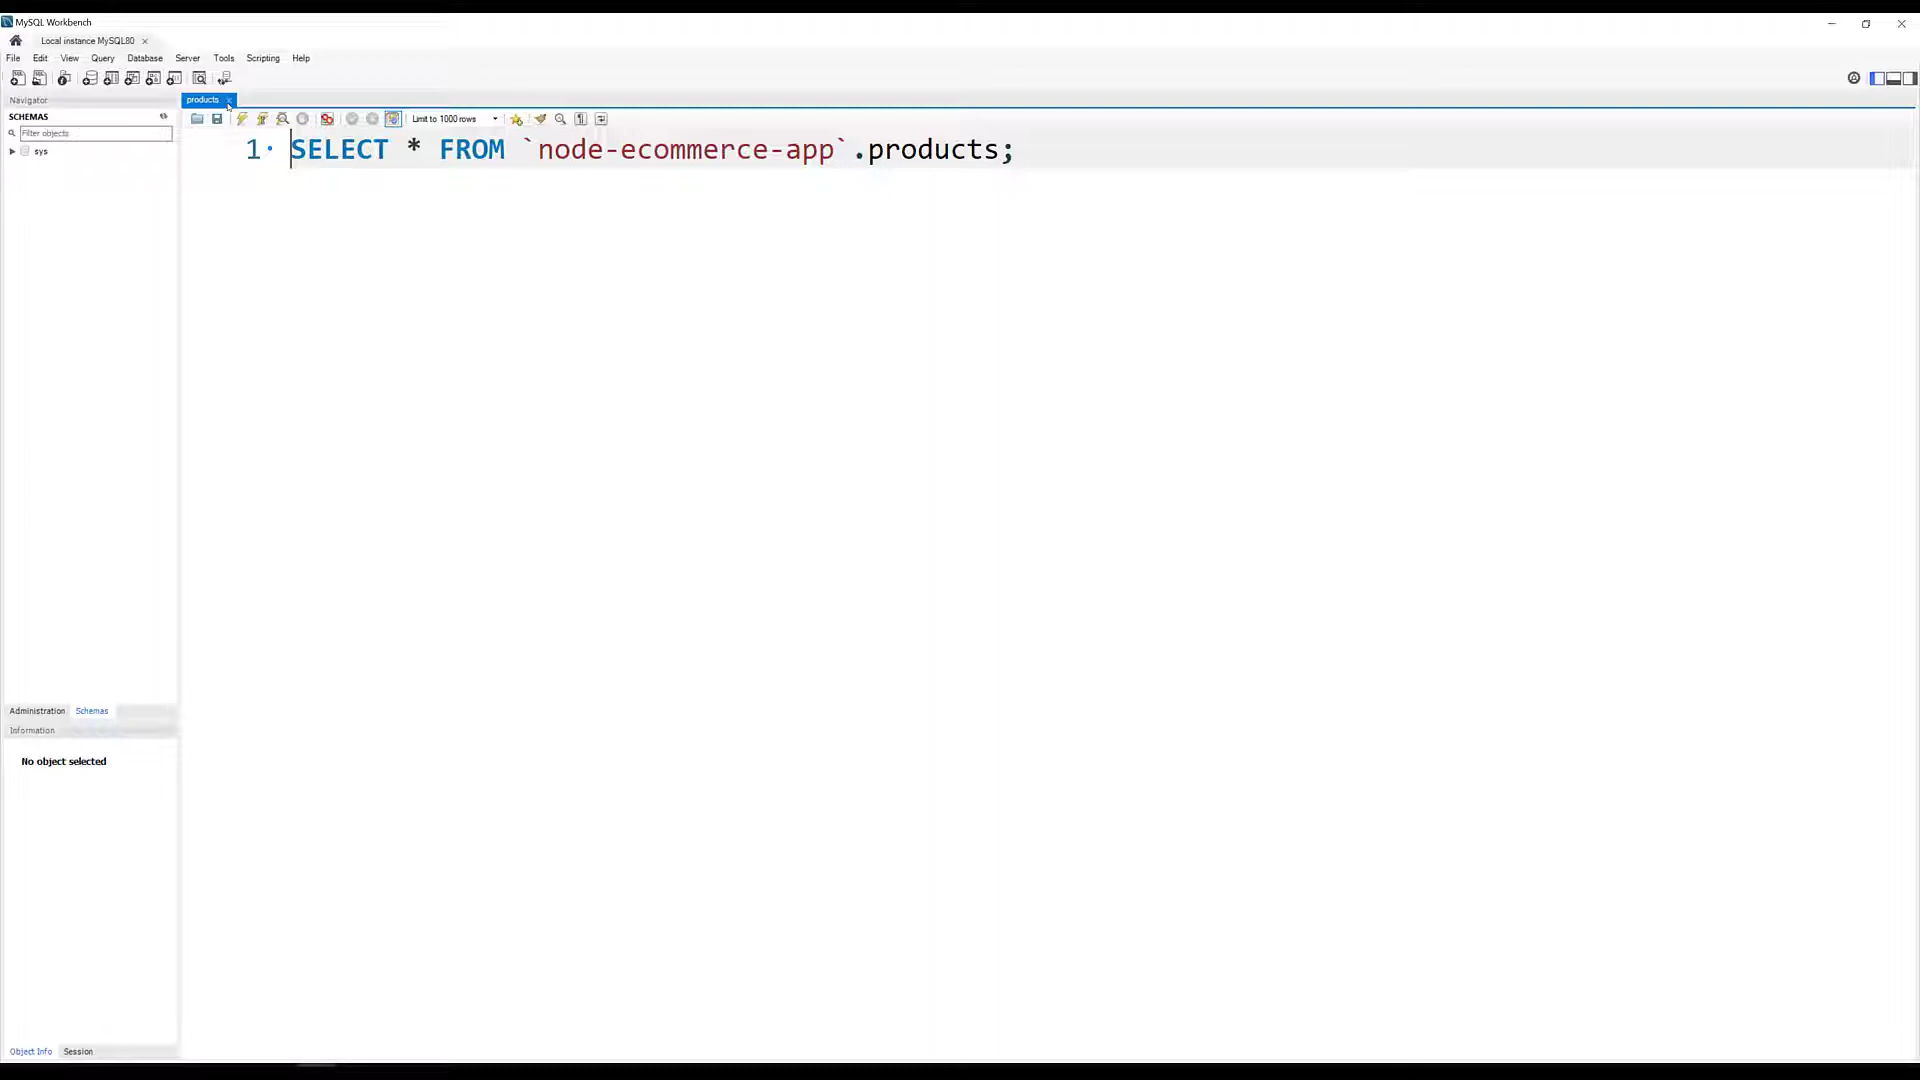 MySQL Workbench
Local instance MySQL80
File Edit View Query Database Server Tools Scripting Help
Navigator
products
SCHEMAS
Limit to 1000 rows
Filter objects
1 SELECT * FROM `node-ecommerce-app`.products;
sys
Administration Schemas
Information
No object selected
Object Info Session